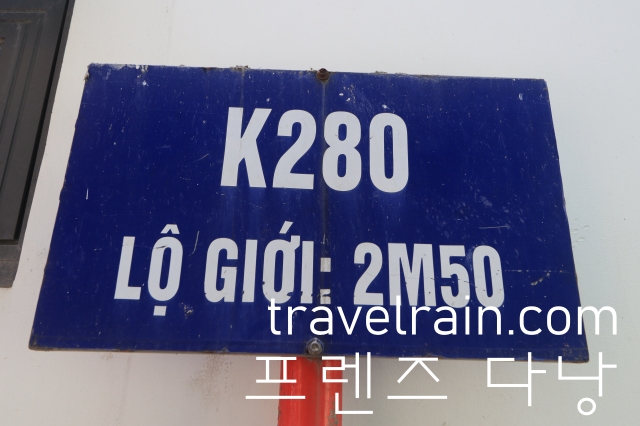 K280
LỘ GIỚI: 2M50
travelrain.com
프렌즈 다낭